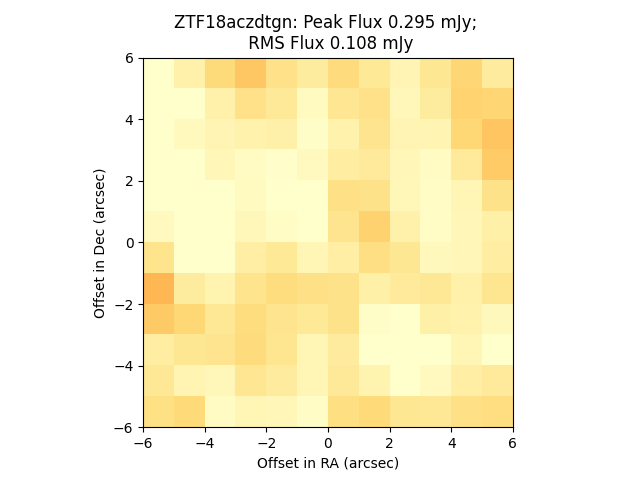 ZTF18aczdtgn: Peak Flux 0.295 mJy;
RMS Flux 0.108 mJy
6
4
2
0
−2
−4
−6
Offset in Dec (arcsec)
−6 −4 −2 0 2 4 6
Offset in RA (arcsec)